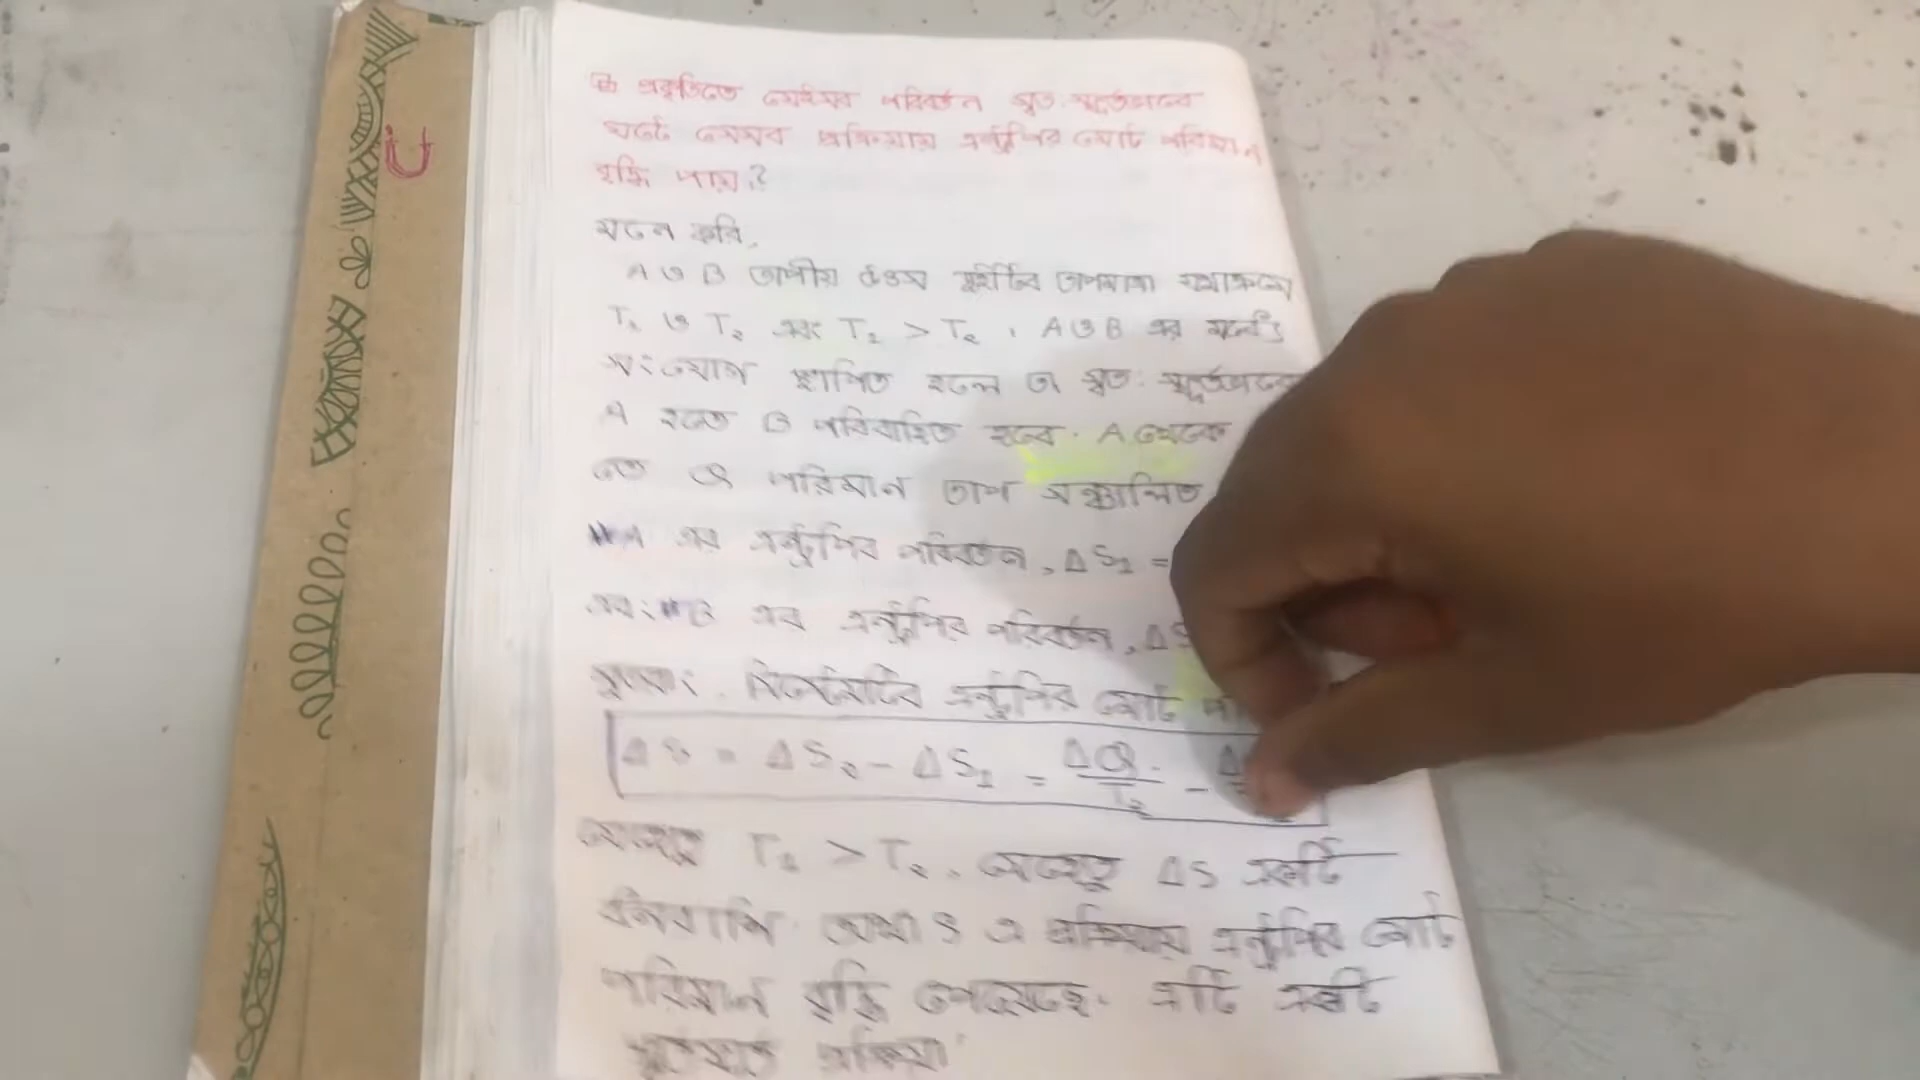 প্রকৃতিতে যেইসব পরিবর্তন স্বতঃস্ফূর্তভাবে
ঘটে সেসব প্রক্রিয়ায় এন্ট্রপির মোট পরিমান
বৃদ্ধি পায়?
মনে করি,
A ও B তাপীয় উৎস দুইটির তাপমাত্রা যথাক্রমে
T₁ ও T₂ এবং T₁ > T₂ । A ও B এর মধ্যে
সংযোগ স্থাপিত হলে তা স্বতঃস্ফূর্তভাবে
A হতে B পরিবাহিত হবে। A থেকে
তে Q পরিমান তাপ সঞ্চালিত
A এর এন্ট্রপির পরিবর্তন, ΔS₁ =
এবং B এর এন্ট্রপির পরিবর্তন, ΔS
সুতরাং, সিস্টেমটির এন্ট্রপির মোট
ΔS = ΔS₂ - ΔS₁ = ΔQ/T₂ -
যেহেতু T₁ > T₂, সেহেতু ΔS একটি
ধনরাশি অর্থাৎ এ প্রক্রিয়ায় এন্ট্রপির মোট
পরিমান বৃদ্ধি পেয়েছে। এটি একটি
স্বতঃস্ফূর্ত প্রক্রিয়া